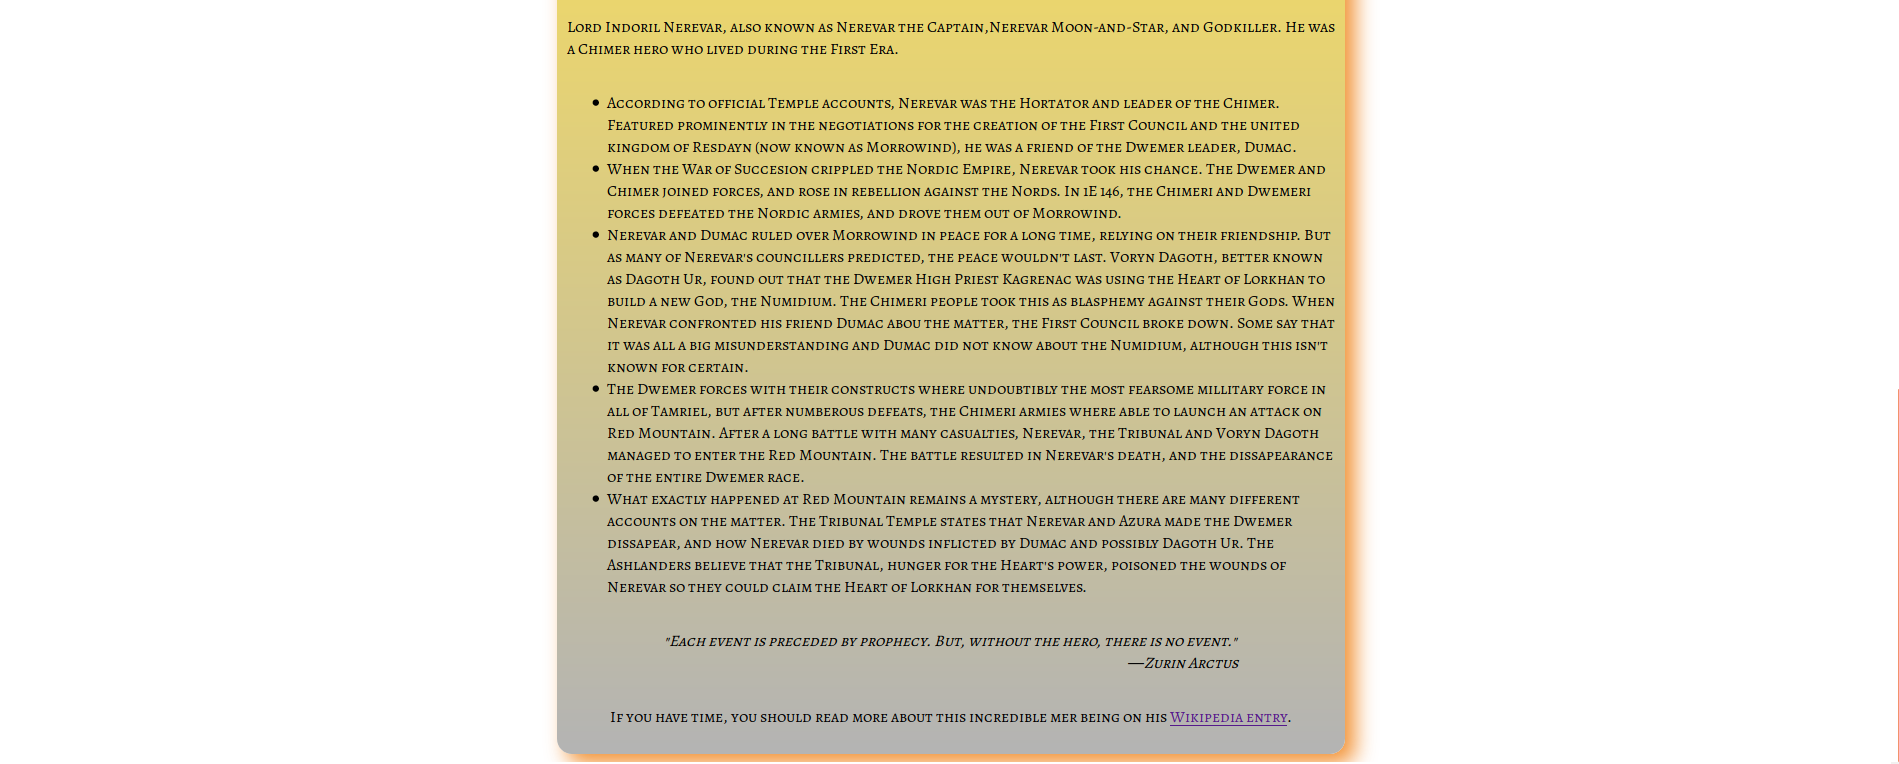 Lord Indoril Nerevar, also known as Nerevar the Captain,Nerevar Moon-and-Star, and Godkiller. He was
a Chimer hero who lived during the First Era.
According to official Temple accounts, Nerevar was the Hortator and leader of the Chimer.
Featured prominently in the negotiations for the creation of the First Council and the united
kingdom of Resdayn (now known as Morrowind), he was a friend of the Dwemer leader, Dumac.
When the War of Succesion crippled the Nordic Empire, Nerevar took his chance. The Dwemer and
Chimer joined forces, and rose in rebellion against the Nords. In 1E 146, the Chimeri and Dwemeri
forces defeated the Nordic armies, and drove them out of Morrowind.
Nerevar and Dumac ruled over Morrowind in peace for a long time, relying on their friendship. But
as many of Nerevar's councillers predicted, the peace wouldn't last. Voryn Dagoth, better known
as Dagoth Ur, found out that the Dwemer High Priest Kagrenac was using the Heart of Lorkhan to
build a new God, the Numidium. The Chimeri people took this as blasphemy against their Gods. When
Nerevar confronted his friend Dumac abou the matter, the First Council broke down. Some say that
it was all a big misunderstanding and Dumac did not know about the Numidium, although this isn't
known for certain.
The Dwemer forces with their constructs where undoubtibly the most fearsome millitary force in
all of Tamriel, but after numberous defeats, the Chimeri armies where able to launch an attack on
Red Mountain. After a long battle with many casualties, Nerevar, the Tribunal and Voryn Dagoth
managed to enter the Red Mountain. The battle resulted in Nerevar's death, and the dissapearance
of the entire Dwemer race.
What exactly happened at Red Mountain remains a mystery, although there are many different
accounts on the matter. The Tribunal Temple states that Nerevar and Azura made the Dwemer
dissapear, and how Nerevar died by wounds inflicted by Dumac and possibly Dagoth Ur. The
Ashlanders believe that the Tribunal, hunger for the Heart's power, poisoned the wounds of
Nerevar so they could claim the Heart of Lorkhan for themselves.
"Each event is preceded by prophecy. But, without the hero, there is no event."
—Zurin Arctus
If you have time, you should read more about this incredible mer being on his Wikipedia entry.